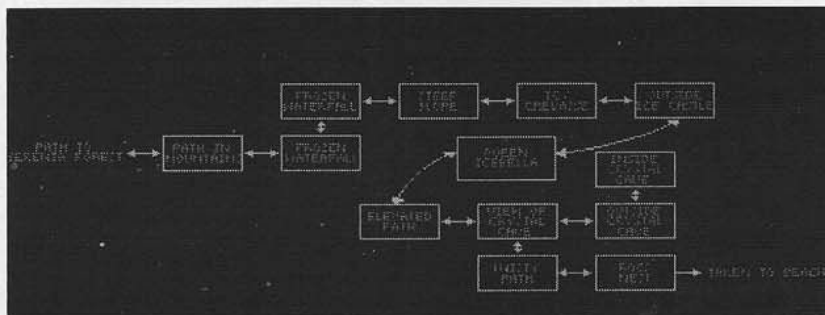 FROZEN
WATERFALL
STEEP
SLOPE
ICY
CREVASSE
OUTSIDE
ICE CASTLE
PATH TO
SERENIA FOREST
PATH IN
MOUNTAINS
FROZEN
WATERFALL
QUEEN
ICEBELLA
INSIDE
CRYSTAL
CAVE
ELEVATED
PATH
VIEW OF
CRYSTAL
CAVE
OUTSIDE
CRYSTAL
CAVE
TWISTY
PATH
ROC'S
NEST
TAKEN TO BEACH